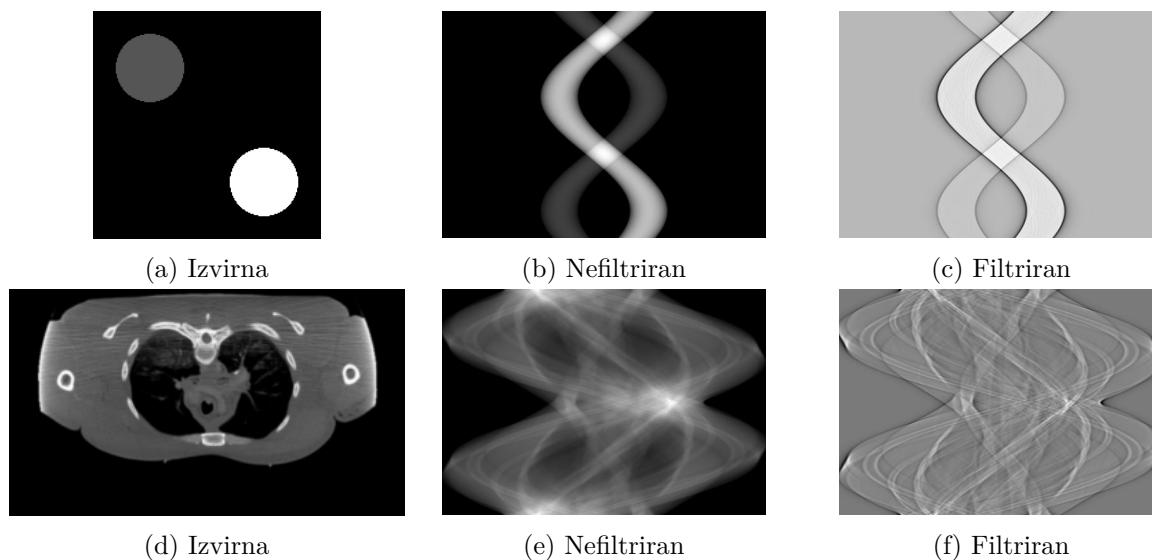 (a) Izvirna
(b) Nefiltriran
(c) Filtriran
(d) Izvirna
(e) Nefiltriran
(f) Filtriran